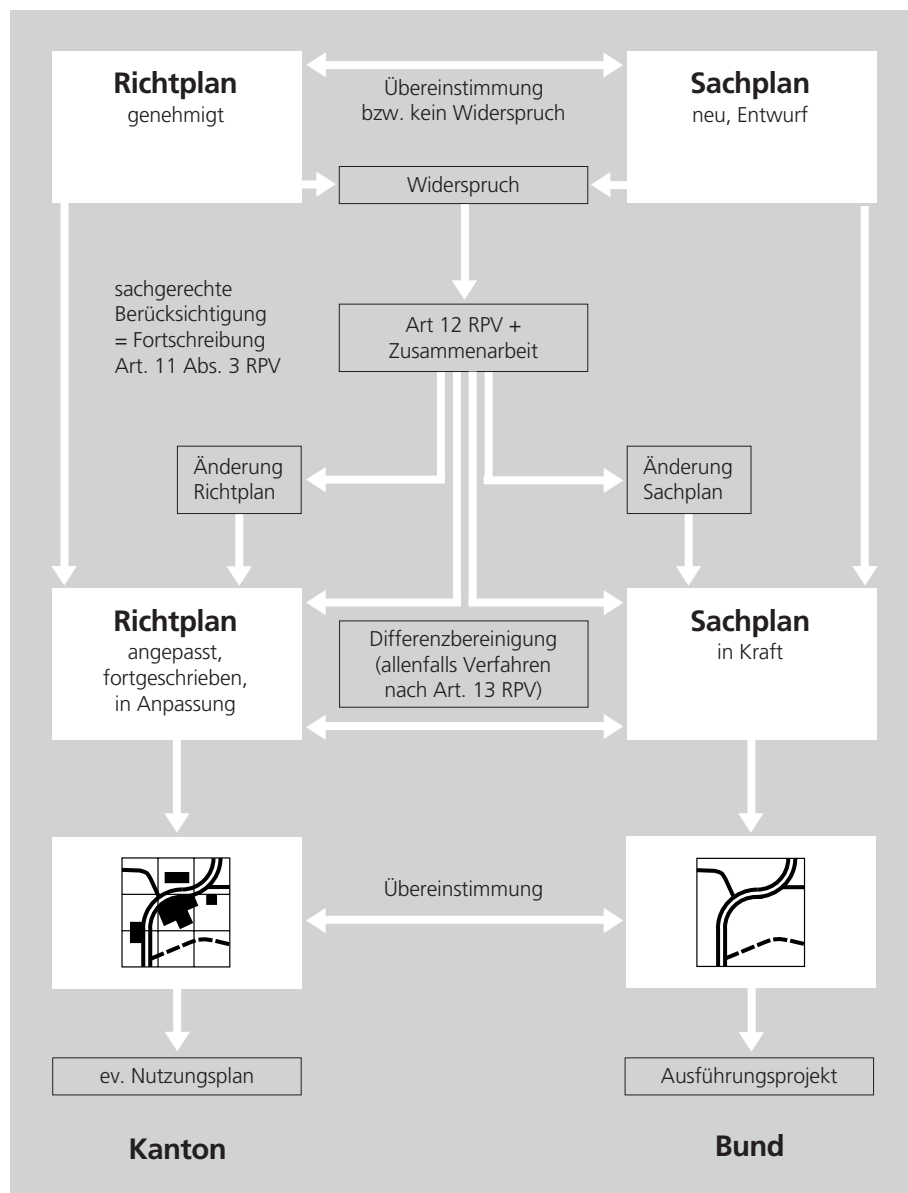 Richtplan
genehmigt
Übereinstimmung
bzw. kein Widerspruch
Sachplan
neu, Entwurf
Widerspruch
sachgerechte
Berücksichtigung
= Fortschreibung
Art. 11 Abs. 3 RPV
Art 12 RPV +
Zusammenarbeit
Änderung
Richtplan
Änderung
Sachplan
Richtplan
angepasst,
fortgeschrieben,
in Anpassung
Differenzbereinigung
(allenfalls Verfahren
nach Art. 13 RPV)
Sachplan
in Kraft
Übereinstimmung
ev. Nutzungsplan
Ausführungsprojekt
Kanton
Bund